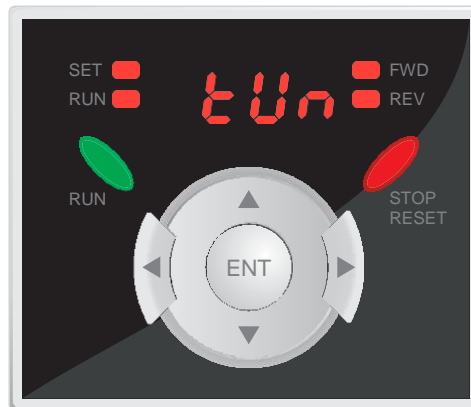 SET
RUN
tUn
FWD
REV
RUN
STOP
RESET
ENT